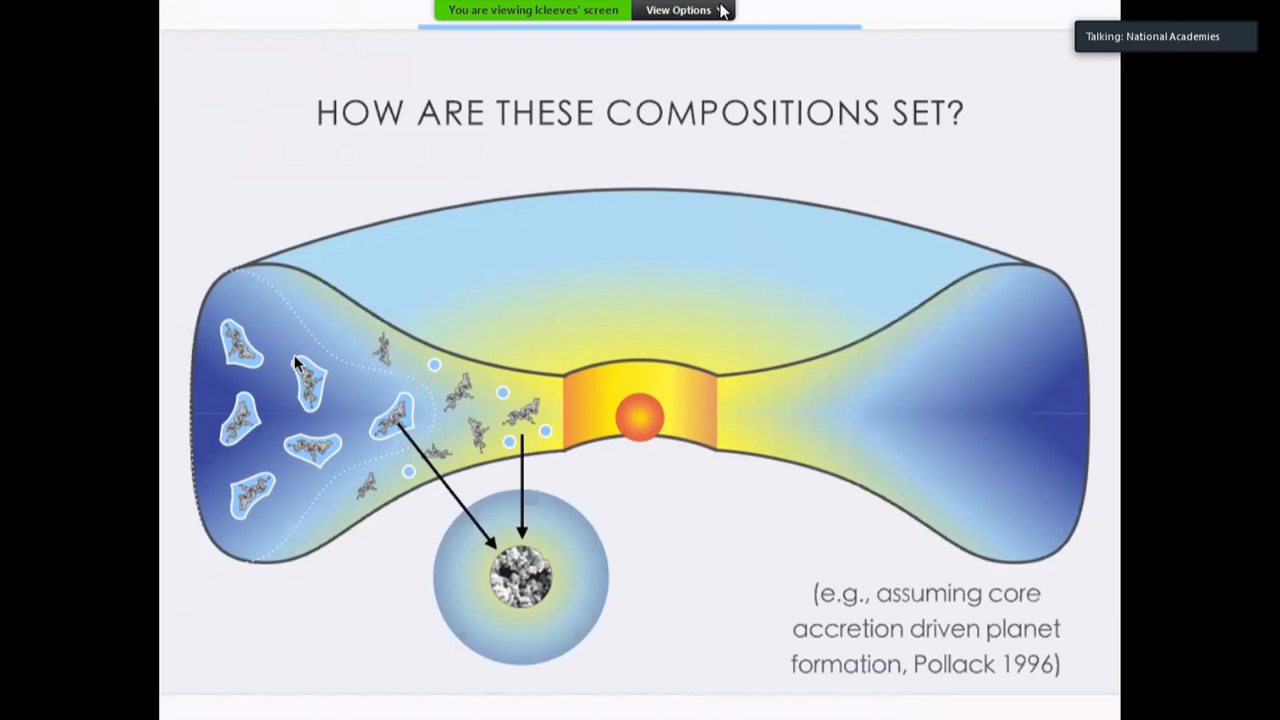 You are viewing lcleeves' screen
View Options
Talking: National Academies
HOW ARE THESE COMPOSITIONS SET?
(e.g., assuming core
accretion driven planet
formation, Pollack 1996)